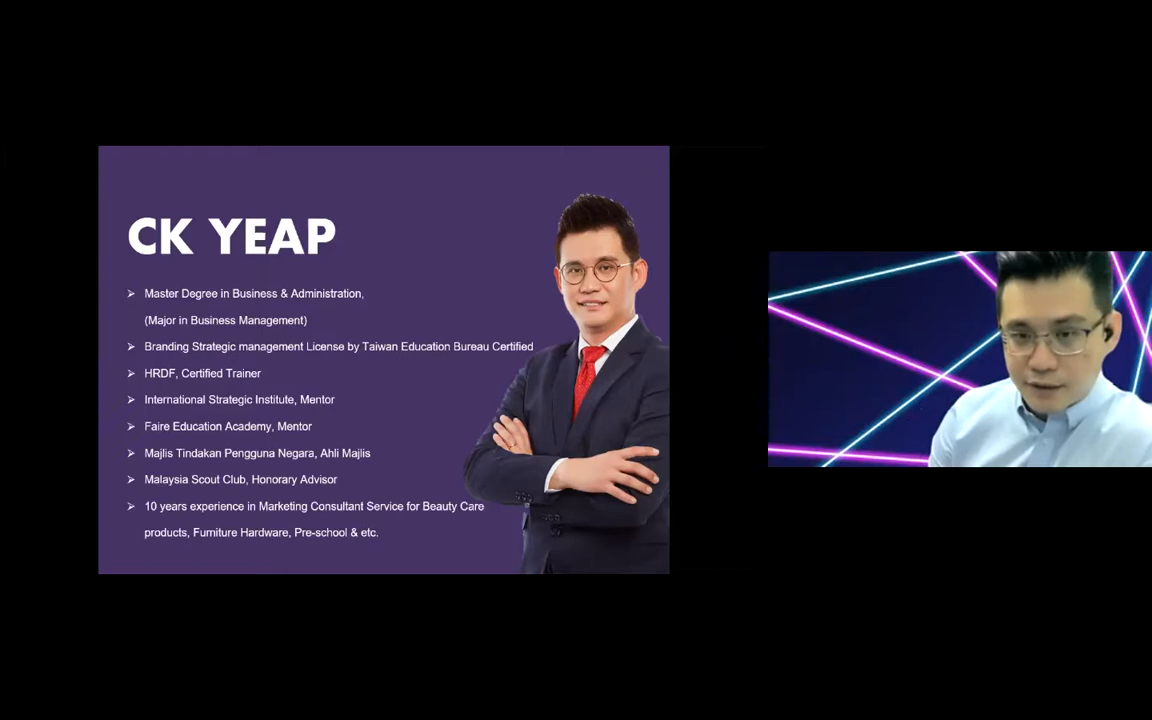 CK YEAP
Master Degree in Business & Administration,
(Major in Business Management)
Branding Strategic management License by Taiwan Education Bureau Certified
HRDF, Certified Trainer
International Strategic Institute, Mentor
Faire Education Academy, Mentor
Majlis Tindakan Pengguna Negara, Ahli Majlis
Malaysia Scout Club, Honorary Advisor
10 years experience in Marketing Consultant Service for Beauty Care
products, Furniture Hardware, Pre-school & etc.